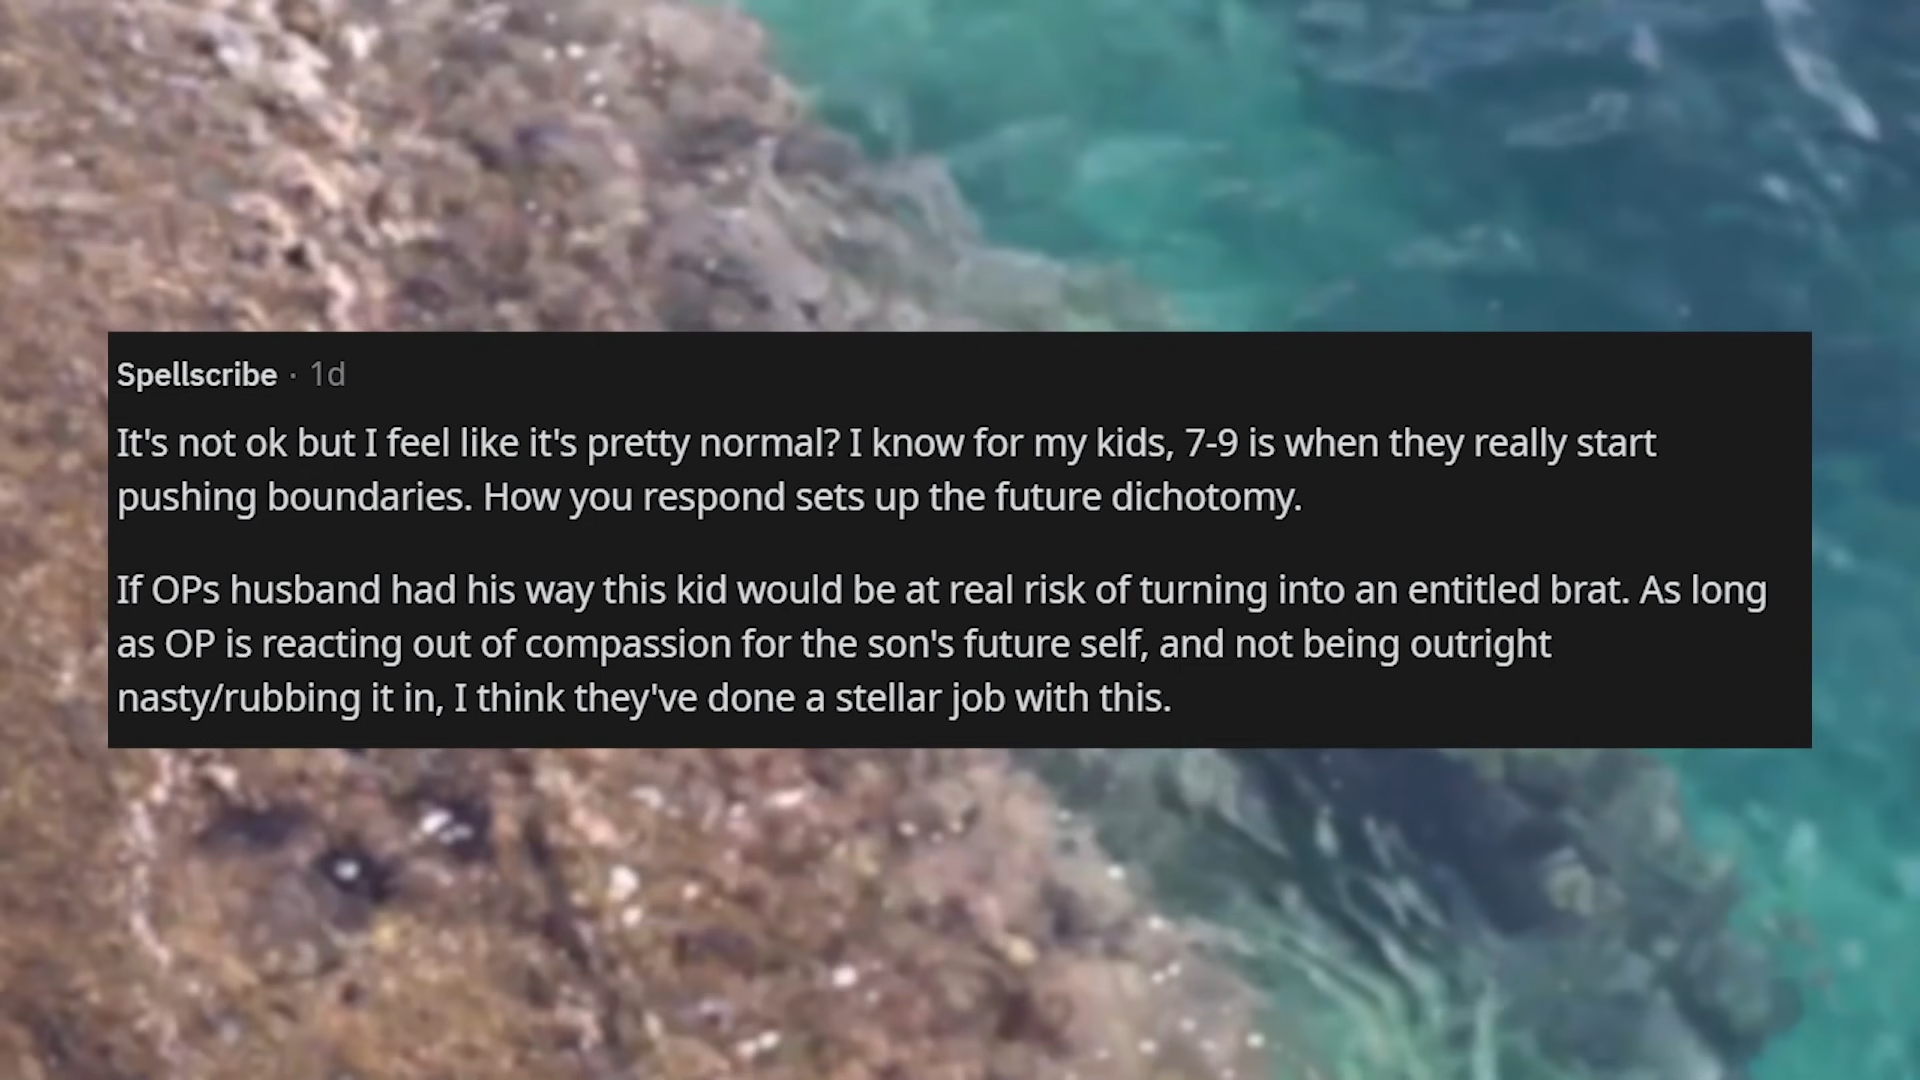 Spellscribe · 1d
It's not ok but I feel like it's pretty normal? I know for my kids, 7-9 is when they really start
pushing boundaries. How you respond sets up the future dichotomy.
If OPs husband had his way this kid would be at real risk of turning into an entitled brat. As long
as OP is reacting out of compassion for the son's future self, and not being outright
nasty/rubbing it in, I think they've done a stellar job with this.